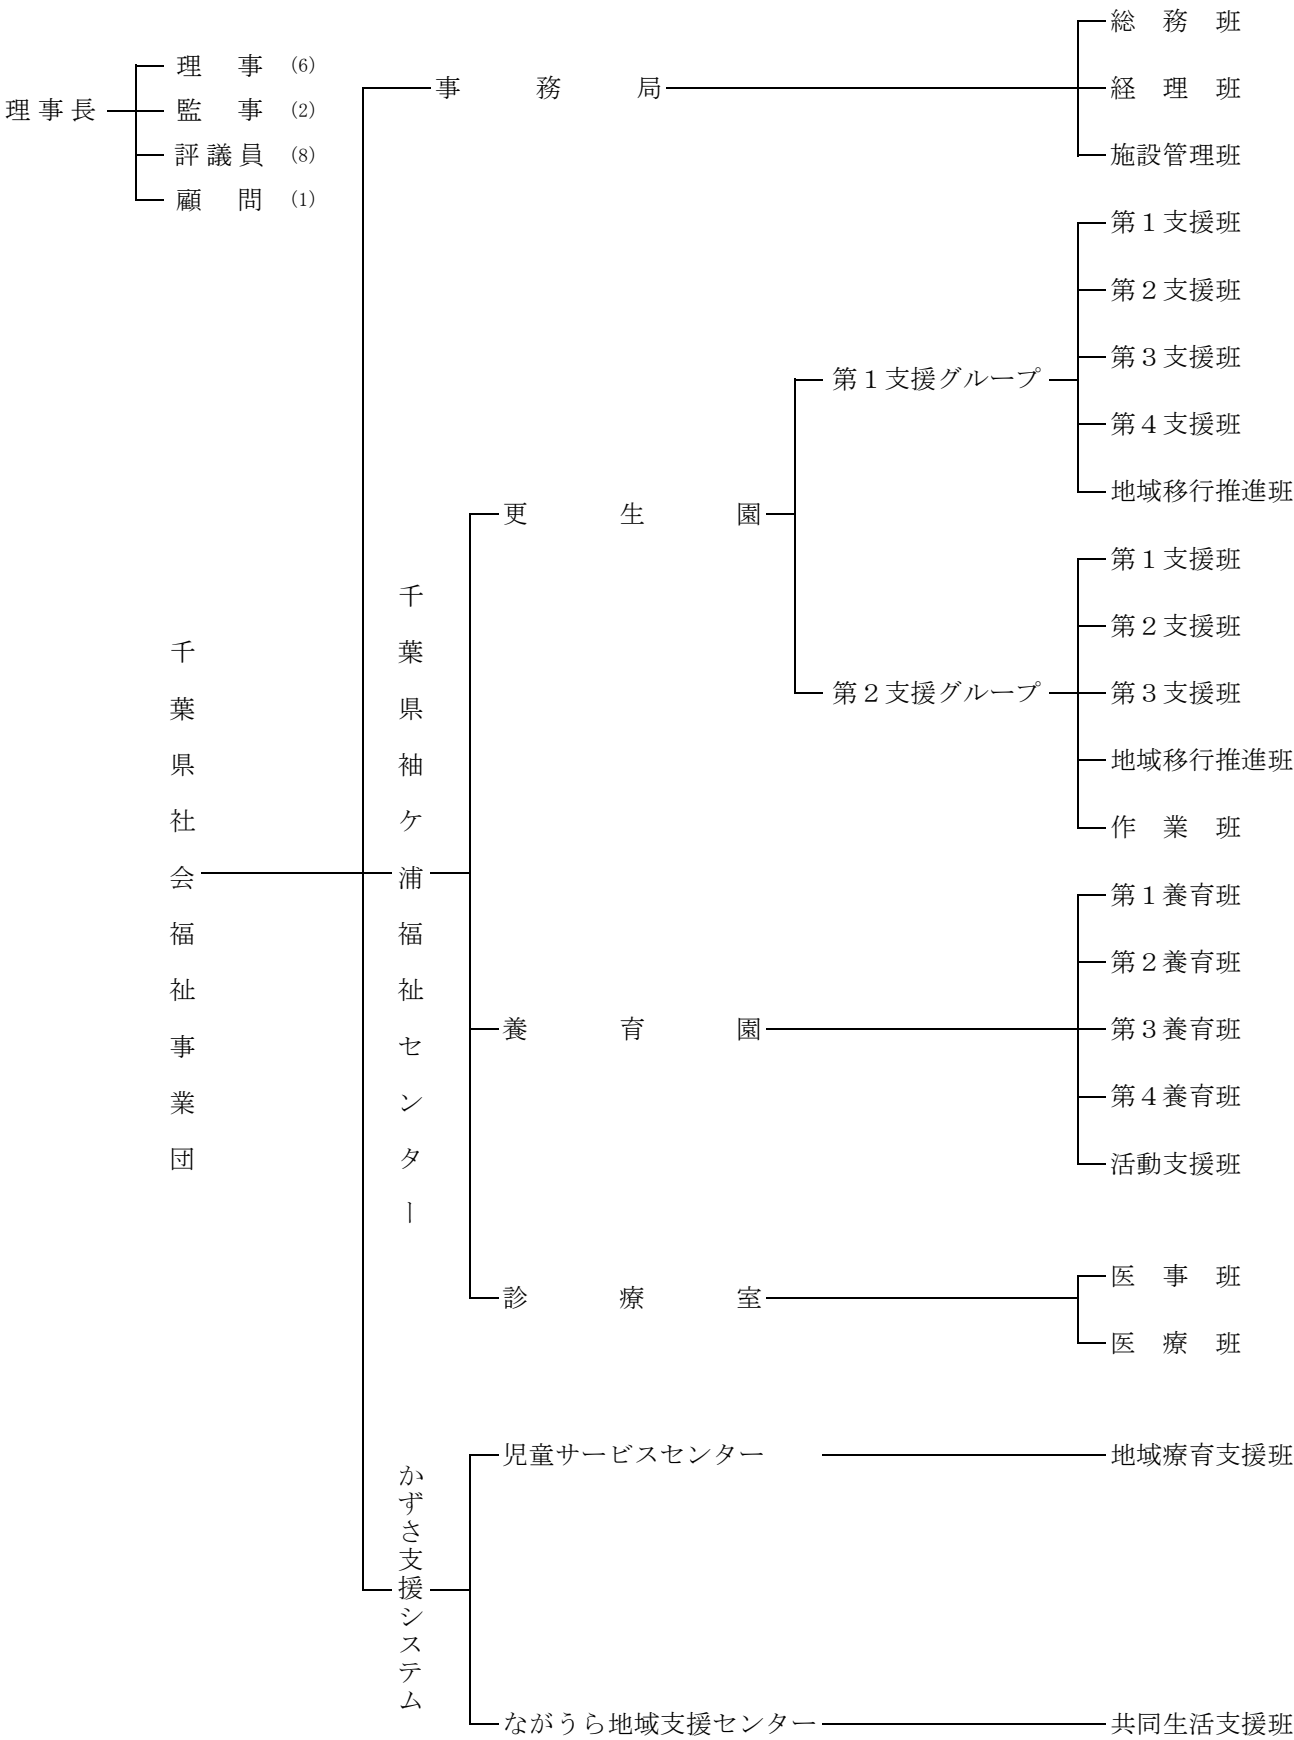 理事長
理　事 (6)
監　事 (2)
評議員 (8)
顧　問 (1)
千葉県社会福祉事業団
事　務　局
総　務　班
経　理　班
施設管理班
千葉県袖ケ浦福祉センター
更　生　園
第１支援グループ
第１支援班
第２支援班
第３支援班
第４支援班
地域移行推進班
第２支援グループ
第１支援班
第２支援班
第３支援班
地域移行推進班
作　業　班
養　育　園
第１養育班
第２養育班
第３養育班
第４養育班
活動支援班
診　療　室
医　事　班
医　療　班
かずさ支援システム
児童サービスセンター
地域療育支援班
ながうら地域支援センター
共同生活支援班